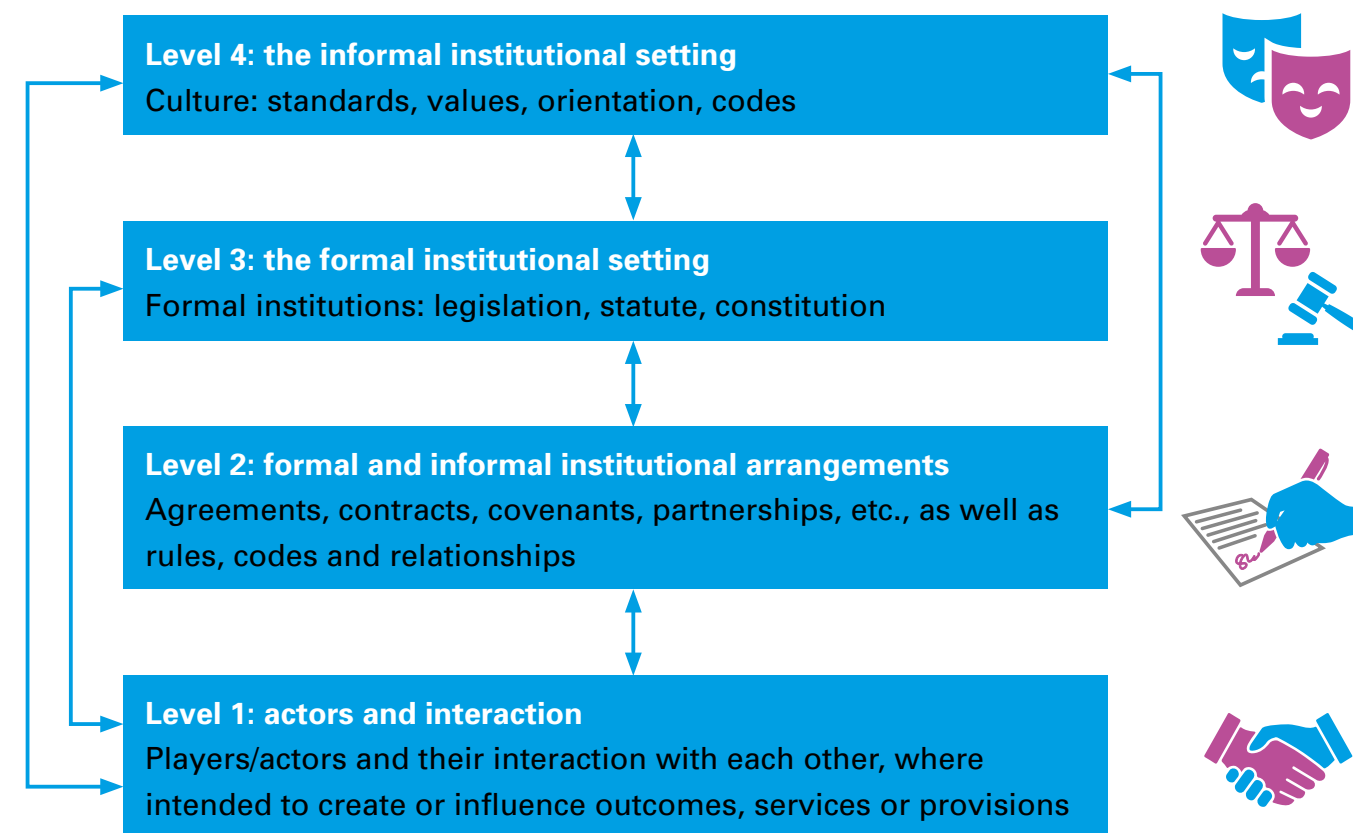 Level 4: the informal institutional setting
Culture: standards, values, orientation, codes
Level 3: the formal institutional setting
Formal institutions: legislation, statute, constitution
Level 2: formal and informal institutional arrangements
Agreements, contracts, covenants, partnerships, etc., as well as
rules, codes and relationships
Level 1: actors and interaction
Players/actors and their interaction with each other, where
intended to create or influence outcomes, services or provisions